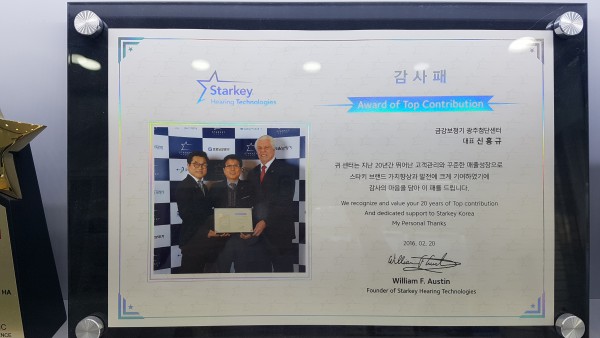 Starkey
Hearing Technologies
감사패
Award of Top Contribution
금강보청기 광주첨단센터
대표 신홍규
귀 센터는 지난 20년간 뛰어난 고객관리와 꾸준한 매출성장으로
스타키 브랜드 가치향상과 발전에 크게 기여하였기에
감사의 마음을 담아 이 패를 드립니다.
We recognize and value your 20 years of Top contribution
And dedicated support to Starkey Korea
My Personal Thanks
2016. 02. 20
William F. Austin
William F. Austin
Founder of Starkey Hearing Technologies
HA
C
ENCE